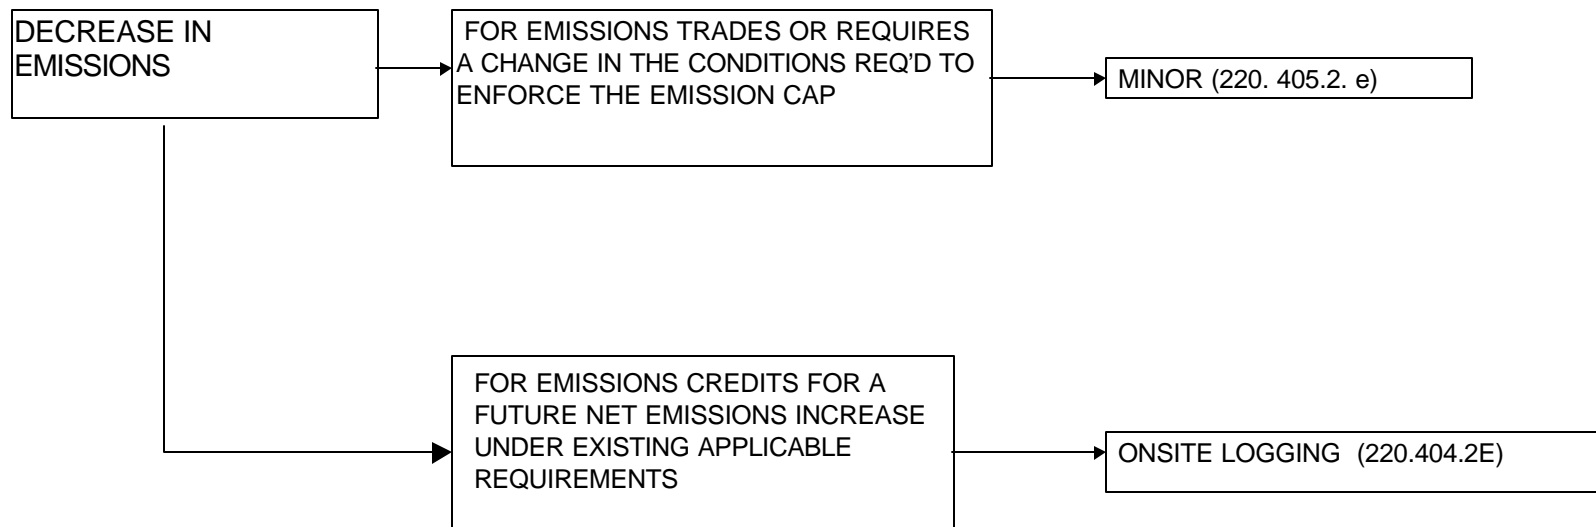 DECREASE IN
EMISSIONS
FOR EMISSIONS TRADES OR REQUIRES
A CHANGE IN THE CONDITIONS REQ'D TO
ENFORCE THE EMISSION CAP
MINOR (220. 405.2. e)
FOR EMISSIONS CREDITS FOR A
FUTURE NET EMISSIONS INCREASE
UNDER EXISTING APPLICABLE
REQUIREMENTS
ONSITE LOGGING (220.404.2E)